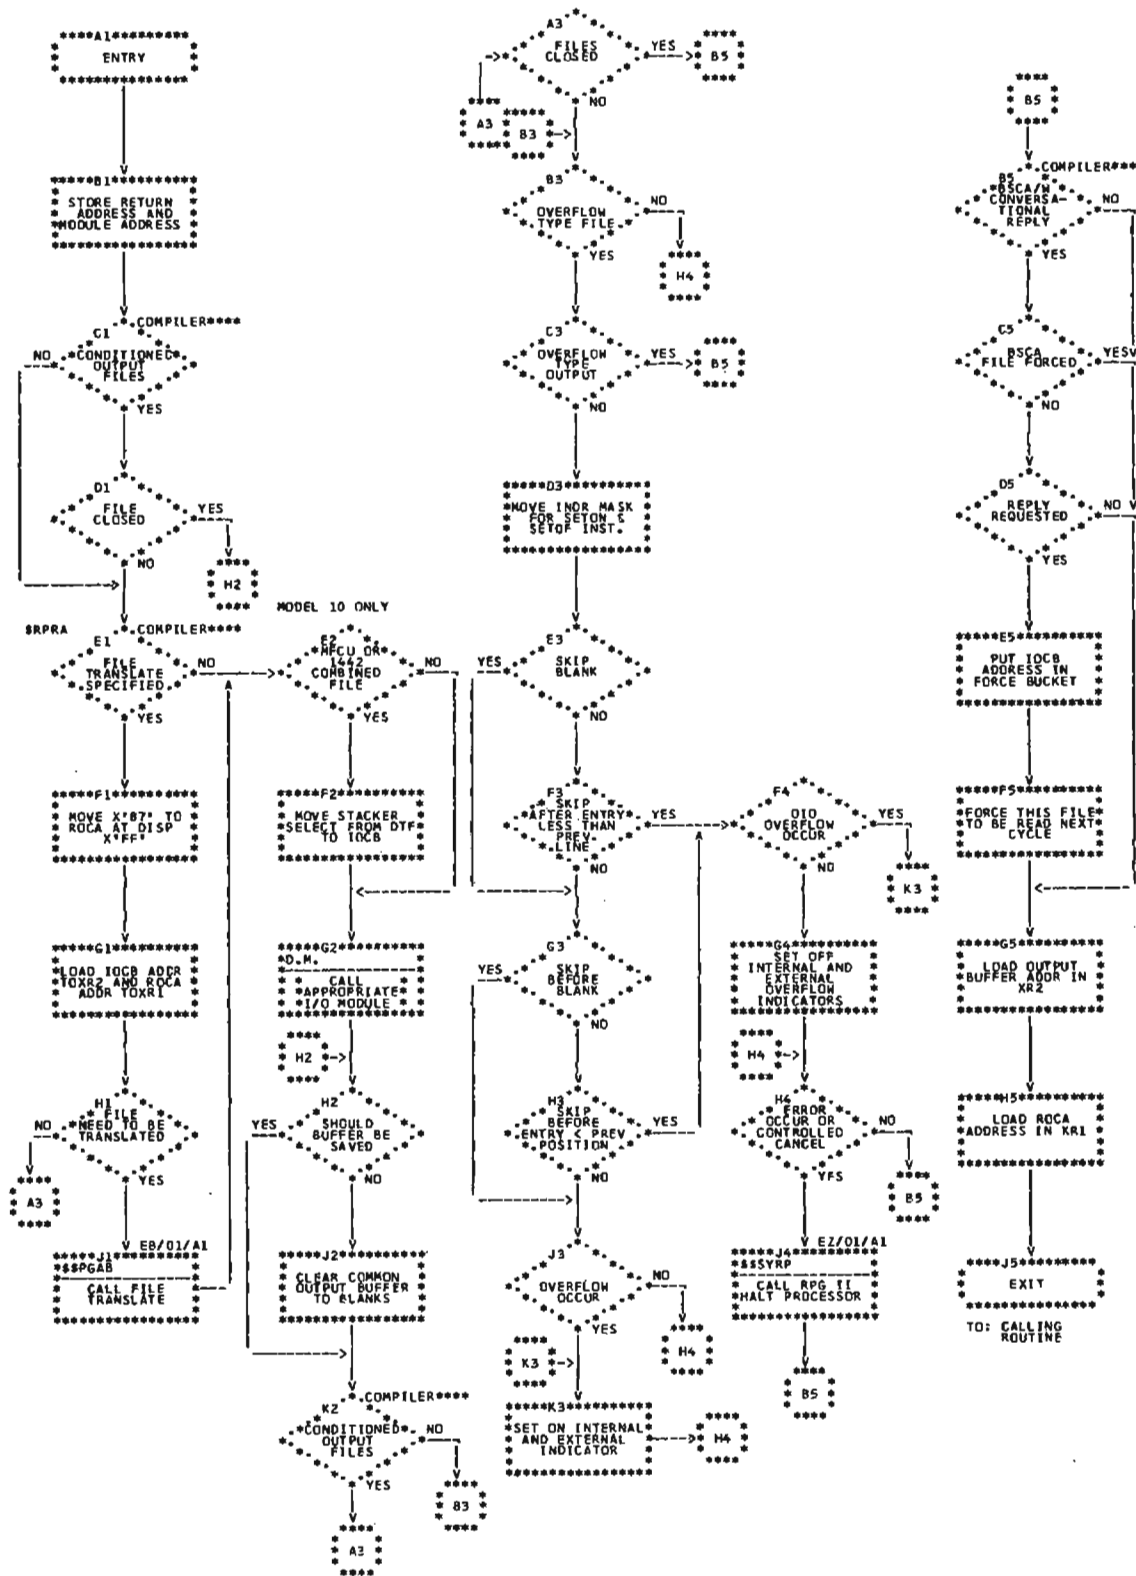 A1
ENTRY
B1
STORE RETURN
ADDRESS AND
MODULE ADDRESS
COMPILER****
C1
CONDITIONED
OUTPUT
FILES
NO
YES
D1
FILE
CLOSED
YES
NO
H2
$RPRA
COMPILER****
E1
FILE
TRANSLATE
SPECIFIED
NO
YES
F1
MOVE X'B7' TO
ROCA AT DISP
X'FF'
G1
LOAD IOCB ADDR
TOXR2 AND ROCA
ADDR TOXR1
H1
FILE
NEED TO BE
TRANSLATED
NO
YES
A3
EB/01/A1
J1
$$PGAB
CALL FILE
TRANSLATE
MODEL 10 ONLY
E2
MFCU OR
1442
COMBINED
FILE
NO
YES
F2
MOVE STACKER
SELECT FROM DTF
TO IOCB
G2
D.M.
CALL
APPROPRIATE
I/O MODULE
H2
H2
SHOULD
BUFFER BE
SAVED
YES
NO
J2
CLEAR COMMON
OUTPUT BUFFER
TO BLANKS
COMPILER****
K2
CONDITIONED
OUTPUT
FILES
NO
YES
B3
A3
A3
FILES
CLOSED
YES
B5
NO
A3
B3
B3
OVERFLOW
TYPE FILE
NO
YES
H4
C3
OVERFLOW
TYPE
OUTPUT
YES
B5
NO
D3
MOVE INDR MASK
FOR SETON &
SETOF INST.
E3
SKIP
BLANK
YES
NO
F3
SKIP
AFTER ENTRY
LESS THAN
PREV
LINE
YES
NO
G3
SKIP
BEFORE
BLANK
YES
NO
H3
SKIP
BEFORE
ENTRY < PREV
POSITION
YES
NO
J3
OVERFLOW
OCCUR
NO
YES
H4
K3
K3
SET ON INTERNAL
AND EXTERNAL
INDICATOR
H4
F4
DID
OVERFLOW
OCCUR
YES
NO
K3
G4
SET OFF
INTERNAL AND
EXTERNAL
OVERFLOW
INDICATORS
H4
H4
ERROR
OCCUR OR
CONTROLLED
CANCEL
NO
YES
B5
EZ/01/A1
J4
$$SYRP
CALL RPG II
HALT PROCESSOR
B5
B5
COMPILER***
B5
BSCA/W
CONVERSA-
TIONAL
REPLY
NO
YES
C5
BSCA
FILE FORCED
YES
NO
D5
REPLY
REQUESTED
NO
YES
E5
PUT IOCB
ADDRESS IN
FORCE BUCKET
F5
FORCE THIS FILE
TO BE READ NEXT
CYCLE
G5
LOAD OUTPUT
BUFFER ADDR IN
XR2
H5
LOAD ROCA
ADDRESS IN XR1
J5
EXIT
TO: CALLING
ROUTINE